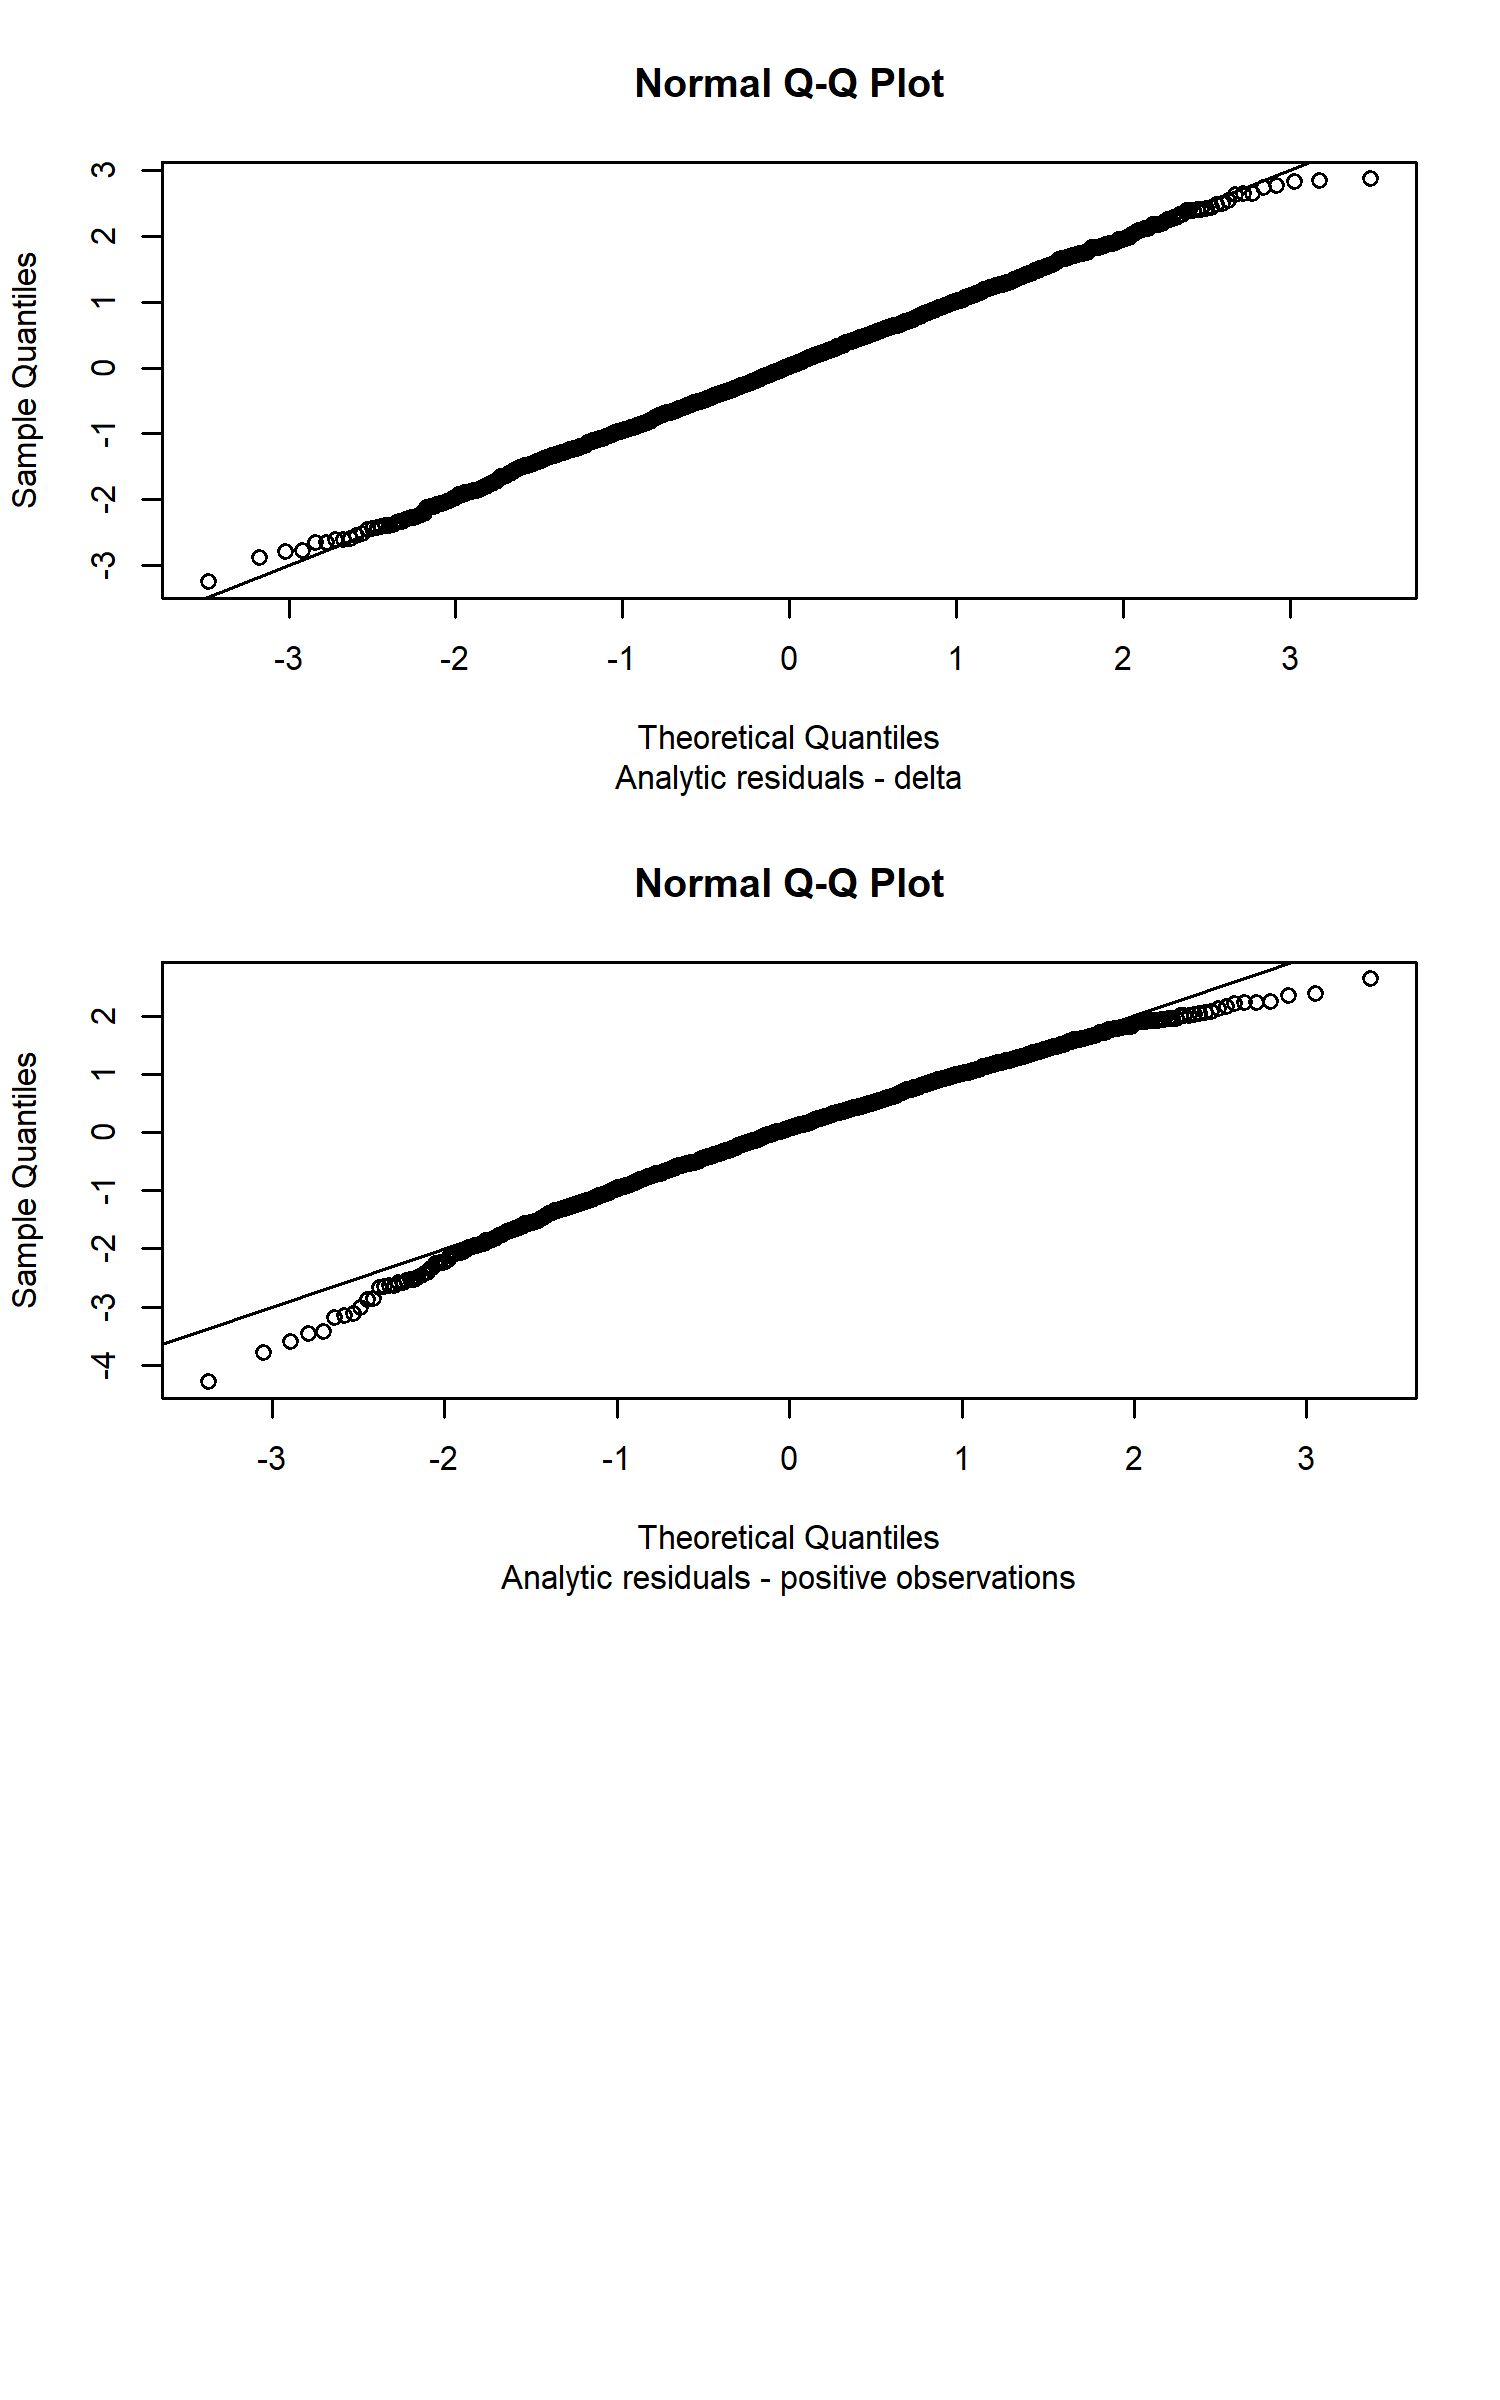 Normal Q-Q Plot
3
2
1
0
-1
-2
-3
Sample Quantiles
-3 -2 -1 0 1 2 3
Theoretical Quantiles
Analytic residuals - delta
Normal Q-Q Plot
2
1
0
-1
-2
-3
-4
Sample Quantiles
-3 -2 -1 0 1 2 3
Theoretical Quantiles
Analytic residuals - positive observations